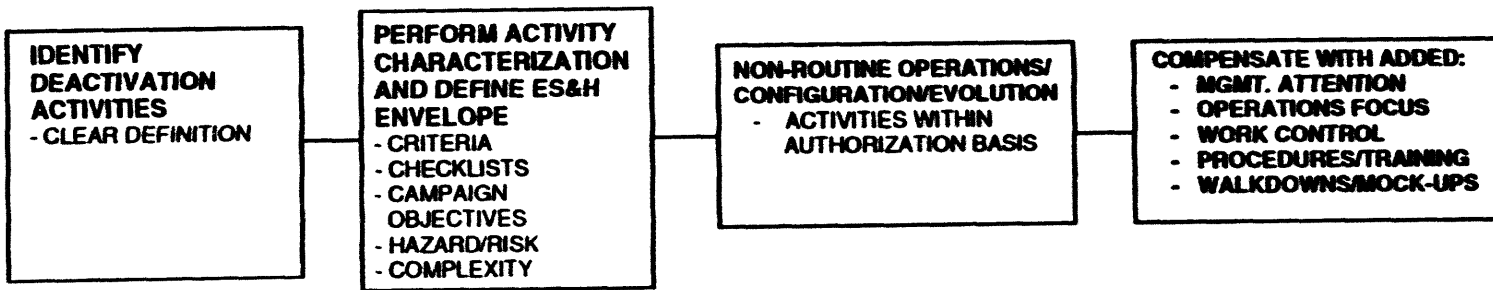 IDENTIFY
DEACTIVATION
ACTIVITIES
- CLEAR DEFINITION
PERFORM ACTIVITY
CHARACTERIZATION
AND DEFINE ES&H
ENVELOPE
- CRITERIA
- CHECKLISTS
- CAMPAIGN
OBJECTIVES
- HAZARD/RISK
- COMPLEXITY
NON-ROUTINE OPERATIONS/
CONFIGURATION/EVOLUTION
- ACTIVITIES WITHIN
AUTHORIZATION BASIS
COMPENSATE WITH ADDED:
- MGMT. ATTENTION
- OPERATIONS FOCUS
- WORK CONTROL
- PROCEDURES/TRAINING
- WALKDOWNS/MOCK-UPS